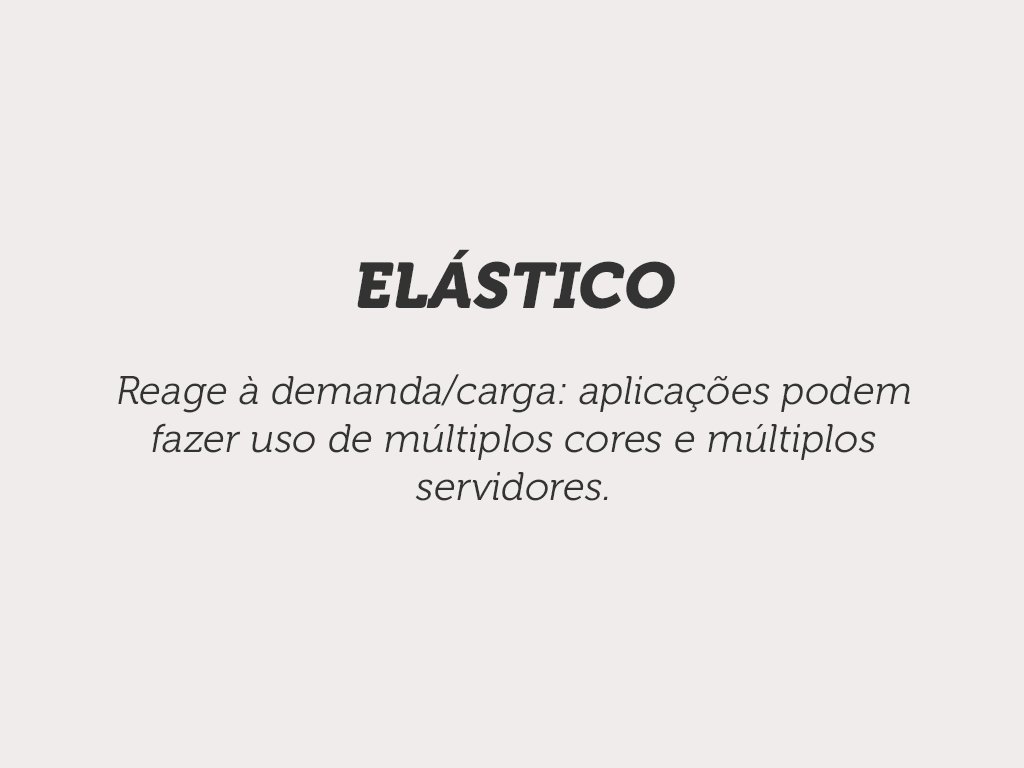 ELÁSTICO
Reage à demanda/carga: aplicações podem
fazer uso de múltiplos cores e múltiplos
servidores.